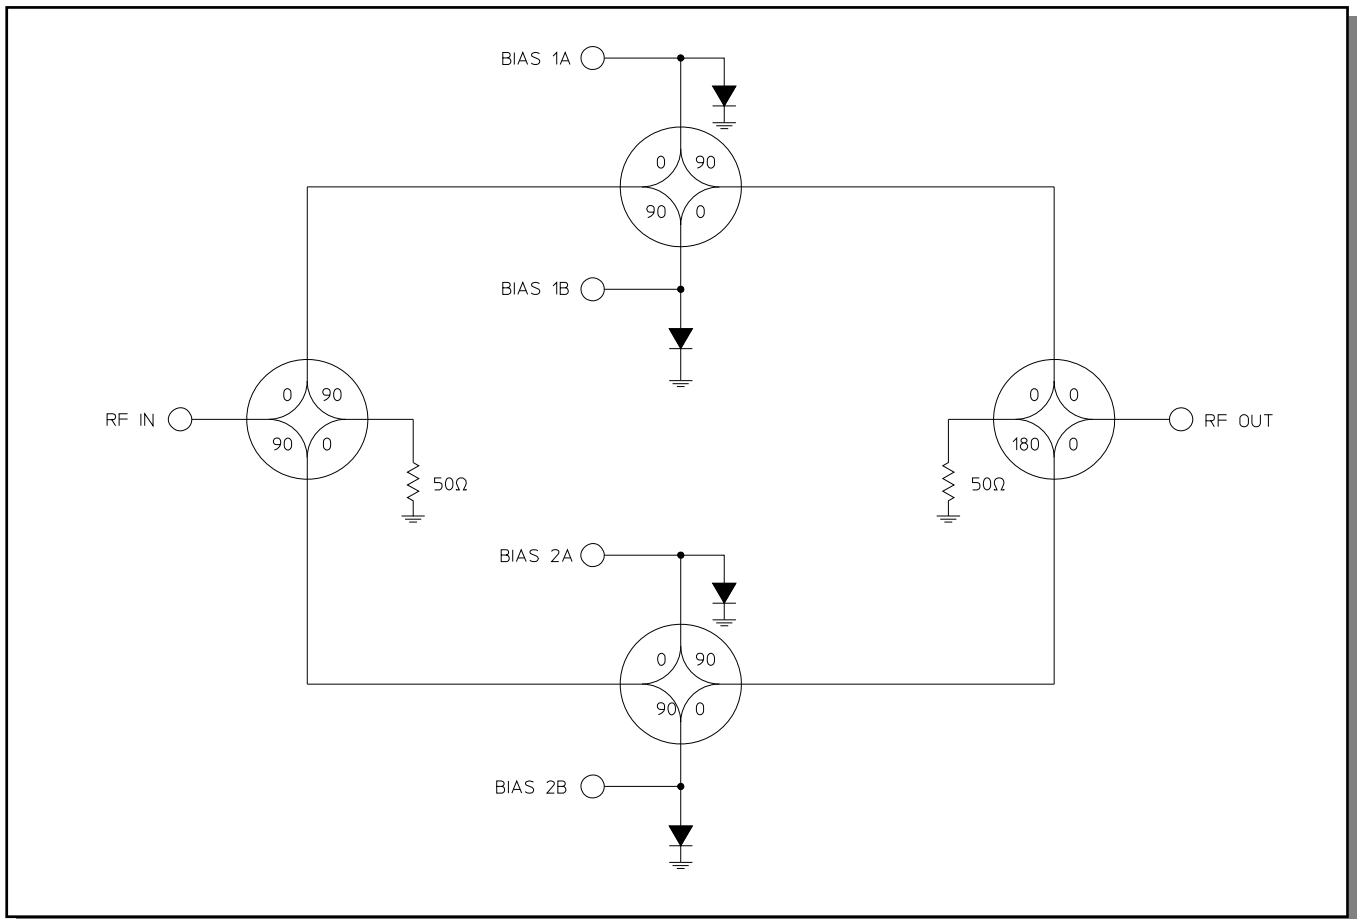 BIAS 1A
0 90
90 0
BIAS 1B
0 90
90 0
0 0
180 0
RF IN
RF OUT
50Ω
50Ω
BIAS 2A
0 90
90 0
BIAS 2B